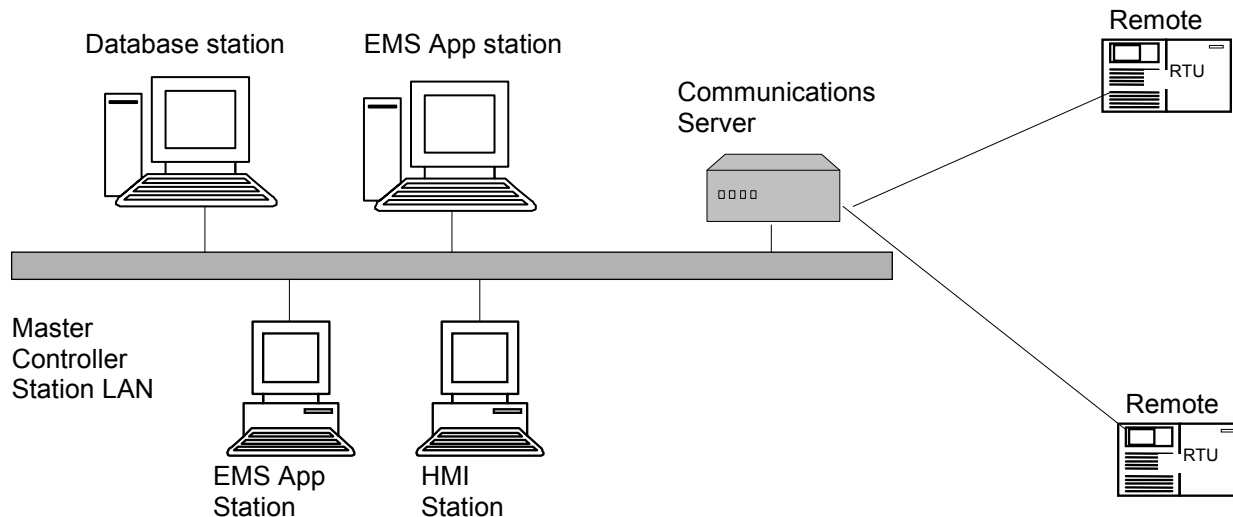 Database station
EMS App station
Communications
Server
Remote
RTU
Master
Controller
Station LAN
EMS App
Station
HMI
Station
Remote
RTU